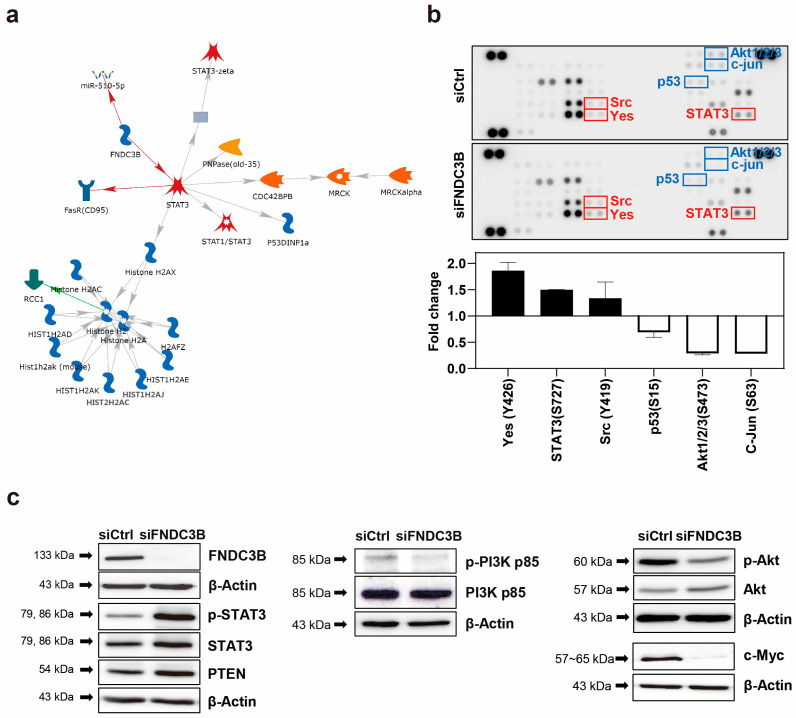 a
STAT3-zeta
miR-510-5p
FNDC3B
PNPase(old-35)
FasR(CD95)
STAT3
CDC42BPB
MRCK
MRCKalpha
STAT1/STAT3
P53DINP1a
Histone H2AX
Histone H2AC
RCC1
HIST1H2AD
Histone H2
Histone H2A
H2AFZ
Hist1h2ak (mouse)
HIST1H2AE
HIST1H2AK
HIST1H2AJ
HIST2H2AC
b
siCtrl
Akt1/2/3
c-jun
p53
Src
Yes
STAT3
siFNDC3B
Akt1/2/3
c-jun
p53
Src
Yes
STAT3
Fold change
2.0
1.5
1.0
0.5
0.0
Yes (Y426)
STAT3(S727)
Src (Y419)
p53(S15)
Akt1/2/3(S473)
C-Jun (S63)
c
siCtrl siFNDC3B
133 kDa FNDC3B
43 kDa β-Actin
79, 86 kDa p-STAT3
79, 86 kDa STAT3
54 kDa PTEN
43 kDa β-Actin
siCtrl siFNDC3B
85 kDa p-PI3K p85
85 kDa PI3K p85
43 kDa β-Actin
siCtrl siFNDC3B
60 kDa p-Akt
57 kDa Akt
43 kDa β-Actin
57~65 kDa c-Myc
43 kDa β-Actin